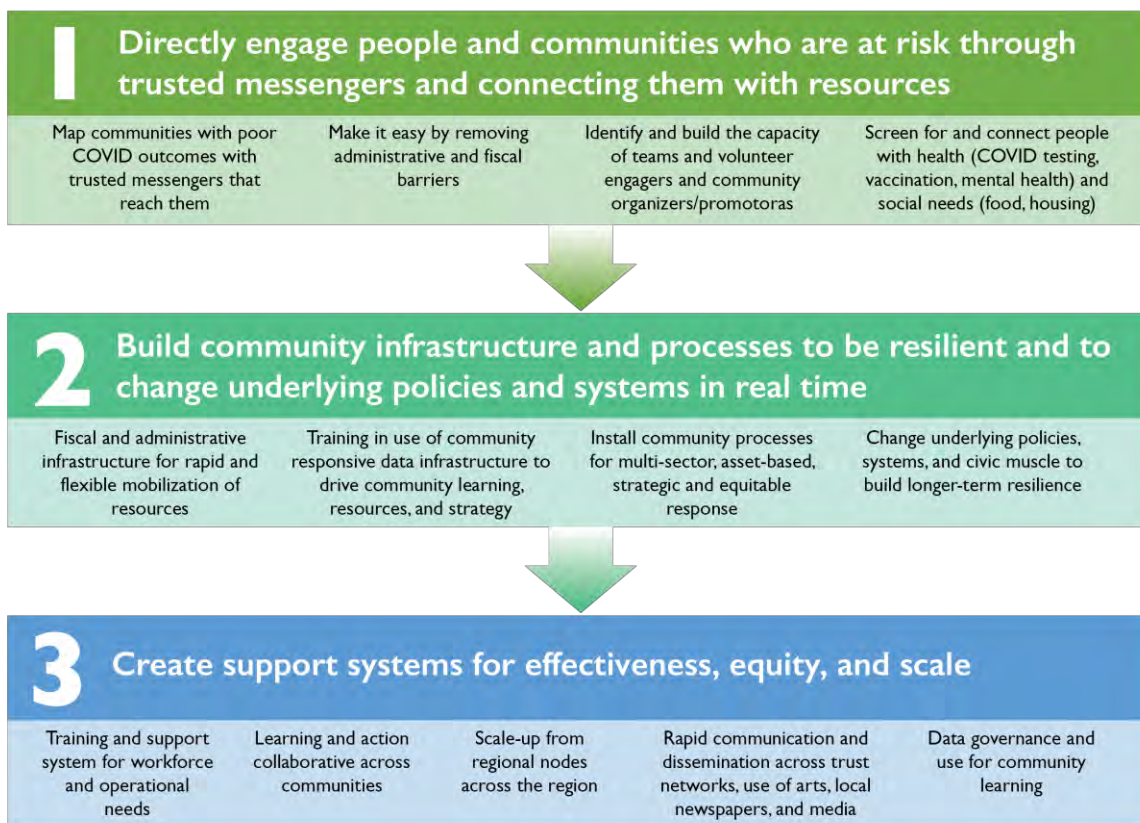 1
Directly engage people and communities who are at risk through
trusted messengers and connecting them with resources
Map communities with poor
COVID outcomes with
trusted messengers that
reach them
Make it easy by removing
administrative and fiscal
barriers
Identify and build the capacity
of teams and volunteer
engagers and community
organizers/promotoras
Screen for and connect people
with health (COVID testing,
vaccination, mental health) and
social needs (food, housing)
2
Build community infrastructure and processes to be resilient and to
change underlying policies and systems in real time
Fiscal and administrative
infrastructure for rapid and
flexible mobilization of
resources
Training in use of community
responsive data infrastructure to
drive community learning,
resources, and strategy
Install community processes
for multi-sector, asset-based,
strategic and equitable
response
Change underlying policies,
systems, and civic muscle to
build longer-term resilience
3
Create support systems for effectiveness, equity, and scale
Training and support
system for workforce
and operational
needs
Learning and action
collaborative across
communities
Scale-up from
regional nodes
across the region
Rapid communication and
dissemination across trust
networks, use of arts, local
newspapers, and media
Data governance and
use for community
learning